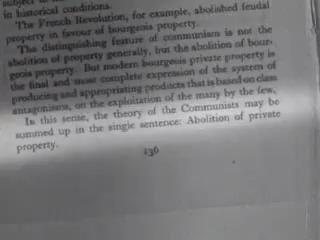 in historical conditions.
The French Revolution, for example, abolished feudal
property in favour of bourgeois property.
The distinguishing feature of communism is not the
abolition of property generally, but the abolition of bour-
geois property. But modern bourgeois private property is
the final and most complete expression of the system of
producing and appropriating products that is based on class
antagonisms, on the exploitation of the many by the few,
In this sense, the theory of the Communists may be
summed up in the single sentence: Abolition of private
property.
236